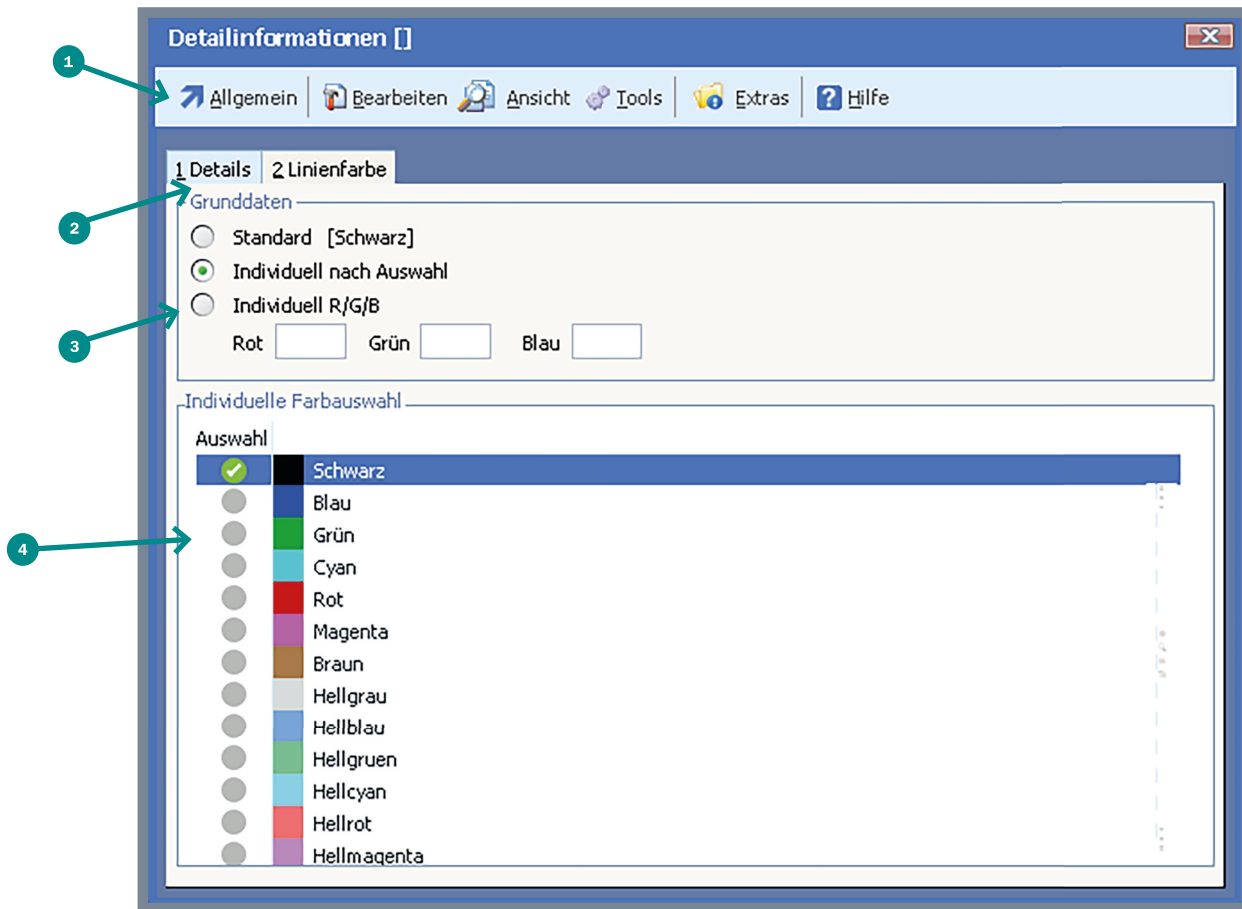 Detailinformationen []
1
Allgemein Bearbeiten Ansicht Tools Extras ? Hilfe
1 Details 2 Linienfarbe
Grunddaten
2
Standard [Schwarz]
Individuell nach Auswahl
Individuell R/G/B
3
Rot Grün Blau
Individuelle Farbauswahl
Auswahl
Schwarz
Blau
Grün
4
Cyan
Rot
Magenta
Braun
Hellgrau
Hellblau
Hellgruen
Hellcyan
Hellrot
Hellmagenta